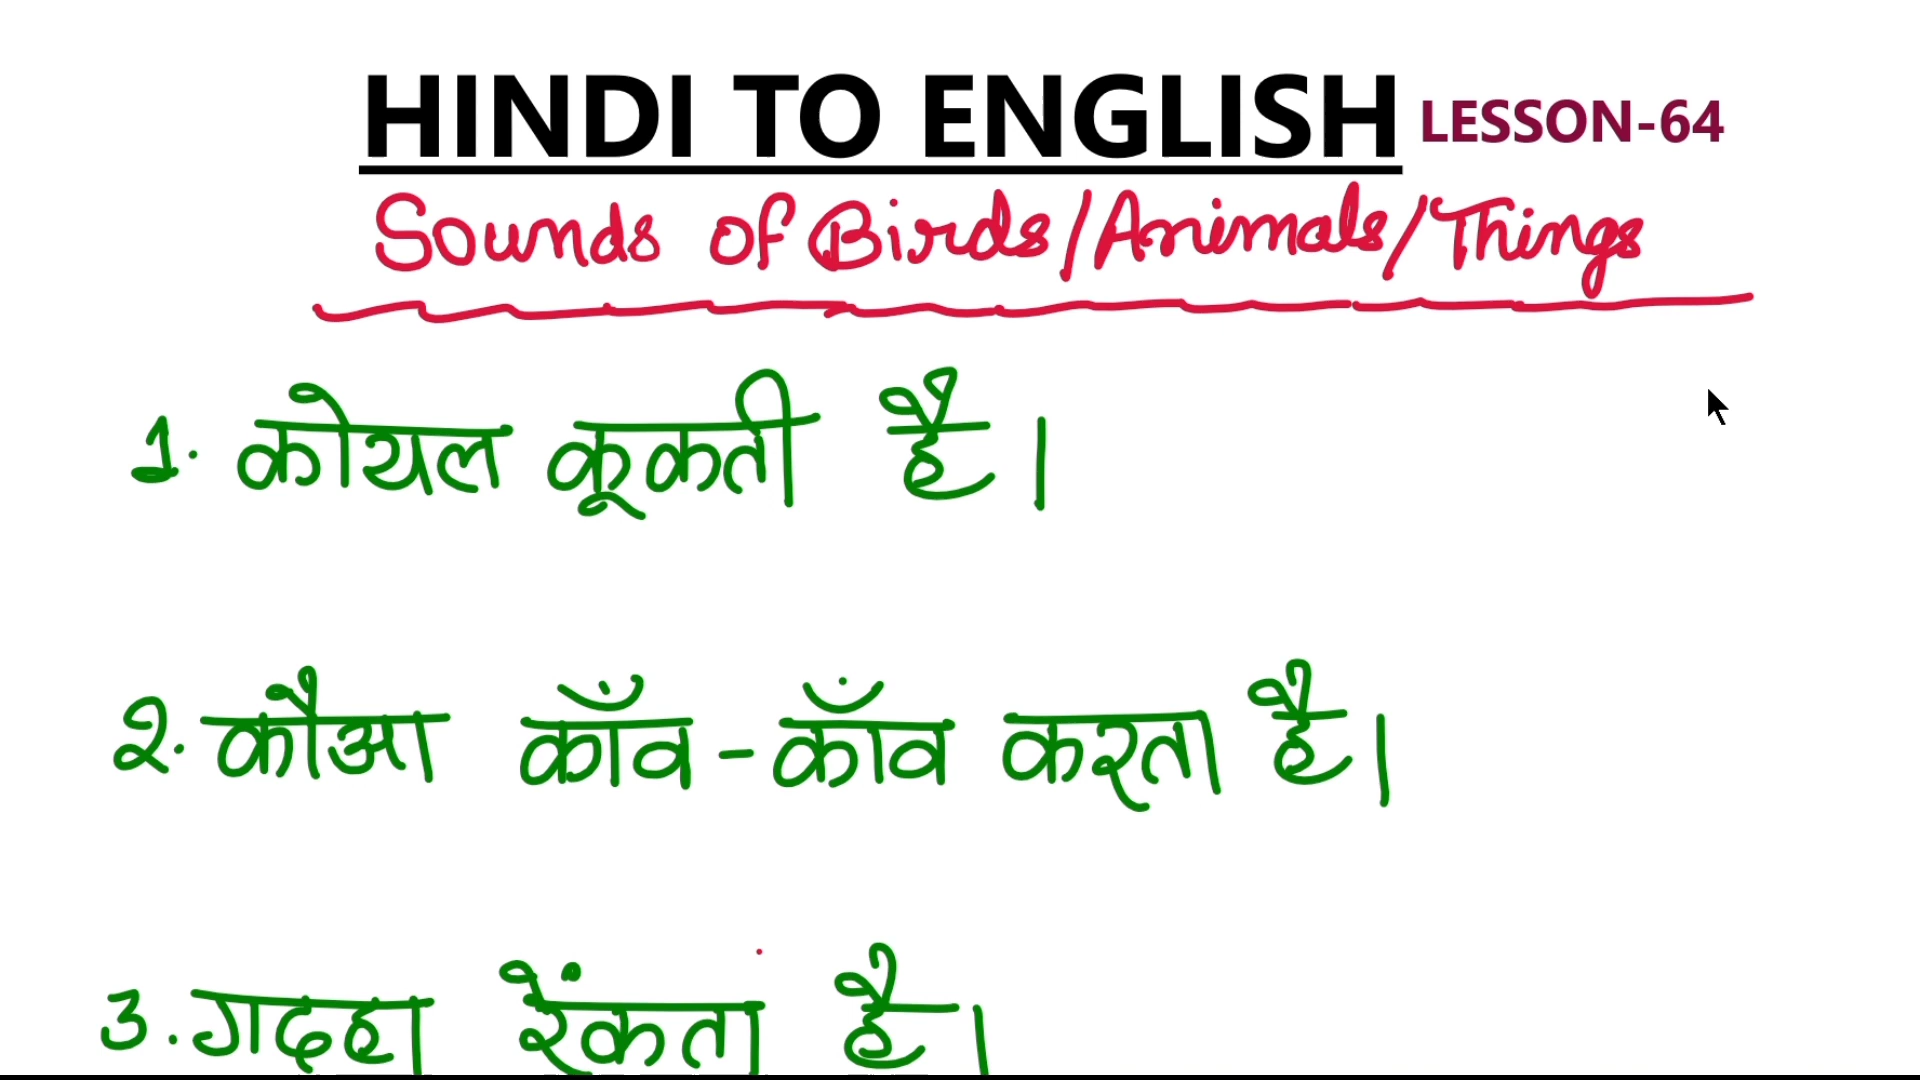 HINDI TO ENGLISH LESSON-64
Sounds of Birds/Animals/Things
1. कोयल कूकती है।
2. कौआ काँव-काँव करता है।
3. गदहा रेंकता है।